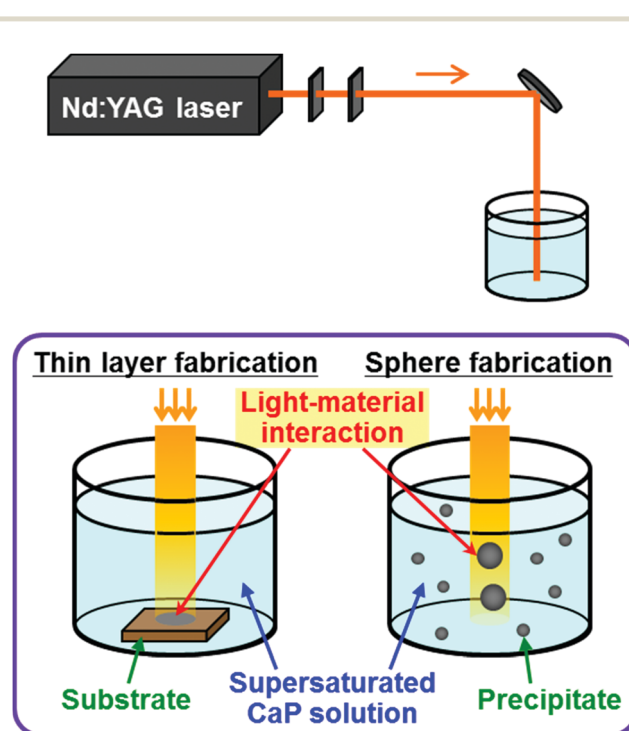 Nd:YAG laser
Thin layer fabrication
Sphere fabrication
Light-material
interaction
Substrate
Supersaturated
CaP solution
Precipitate